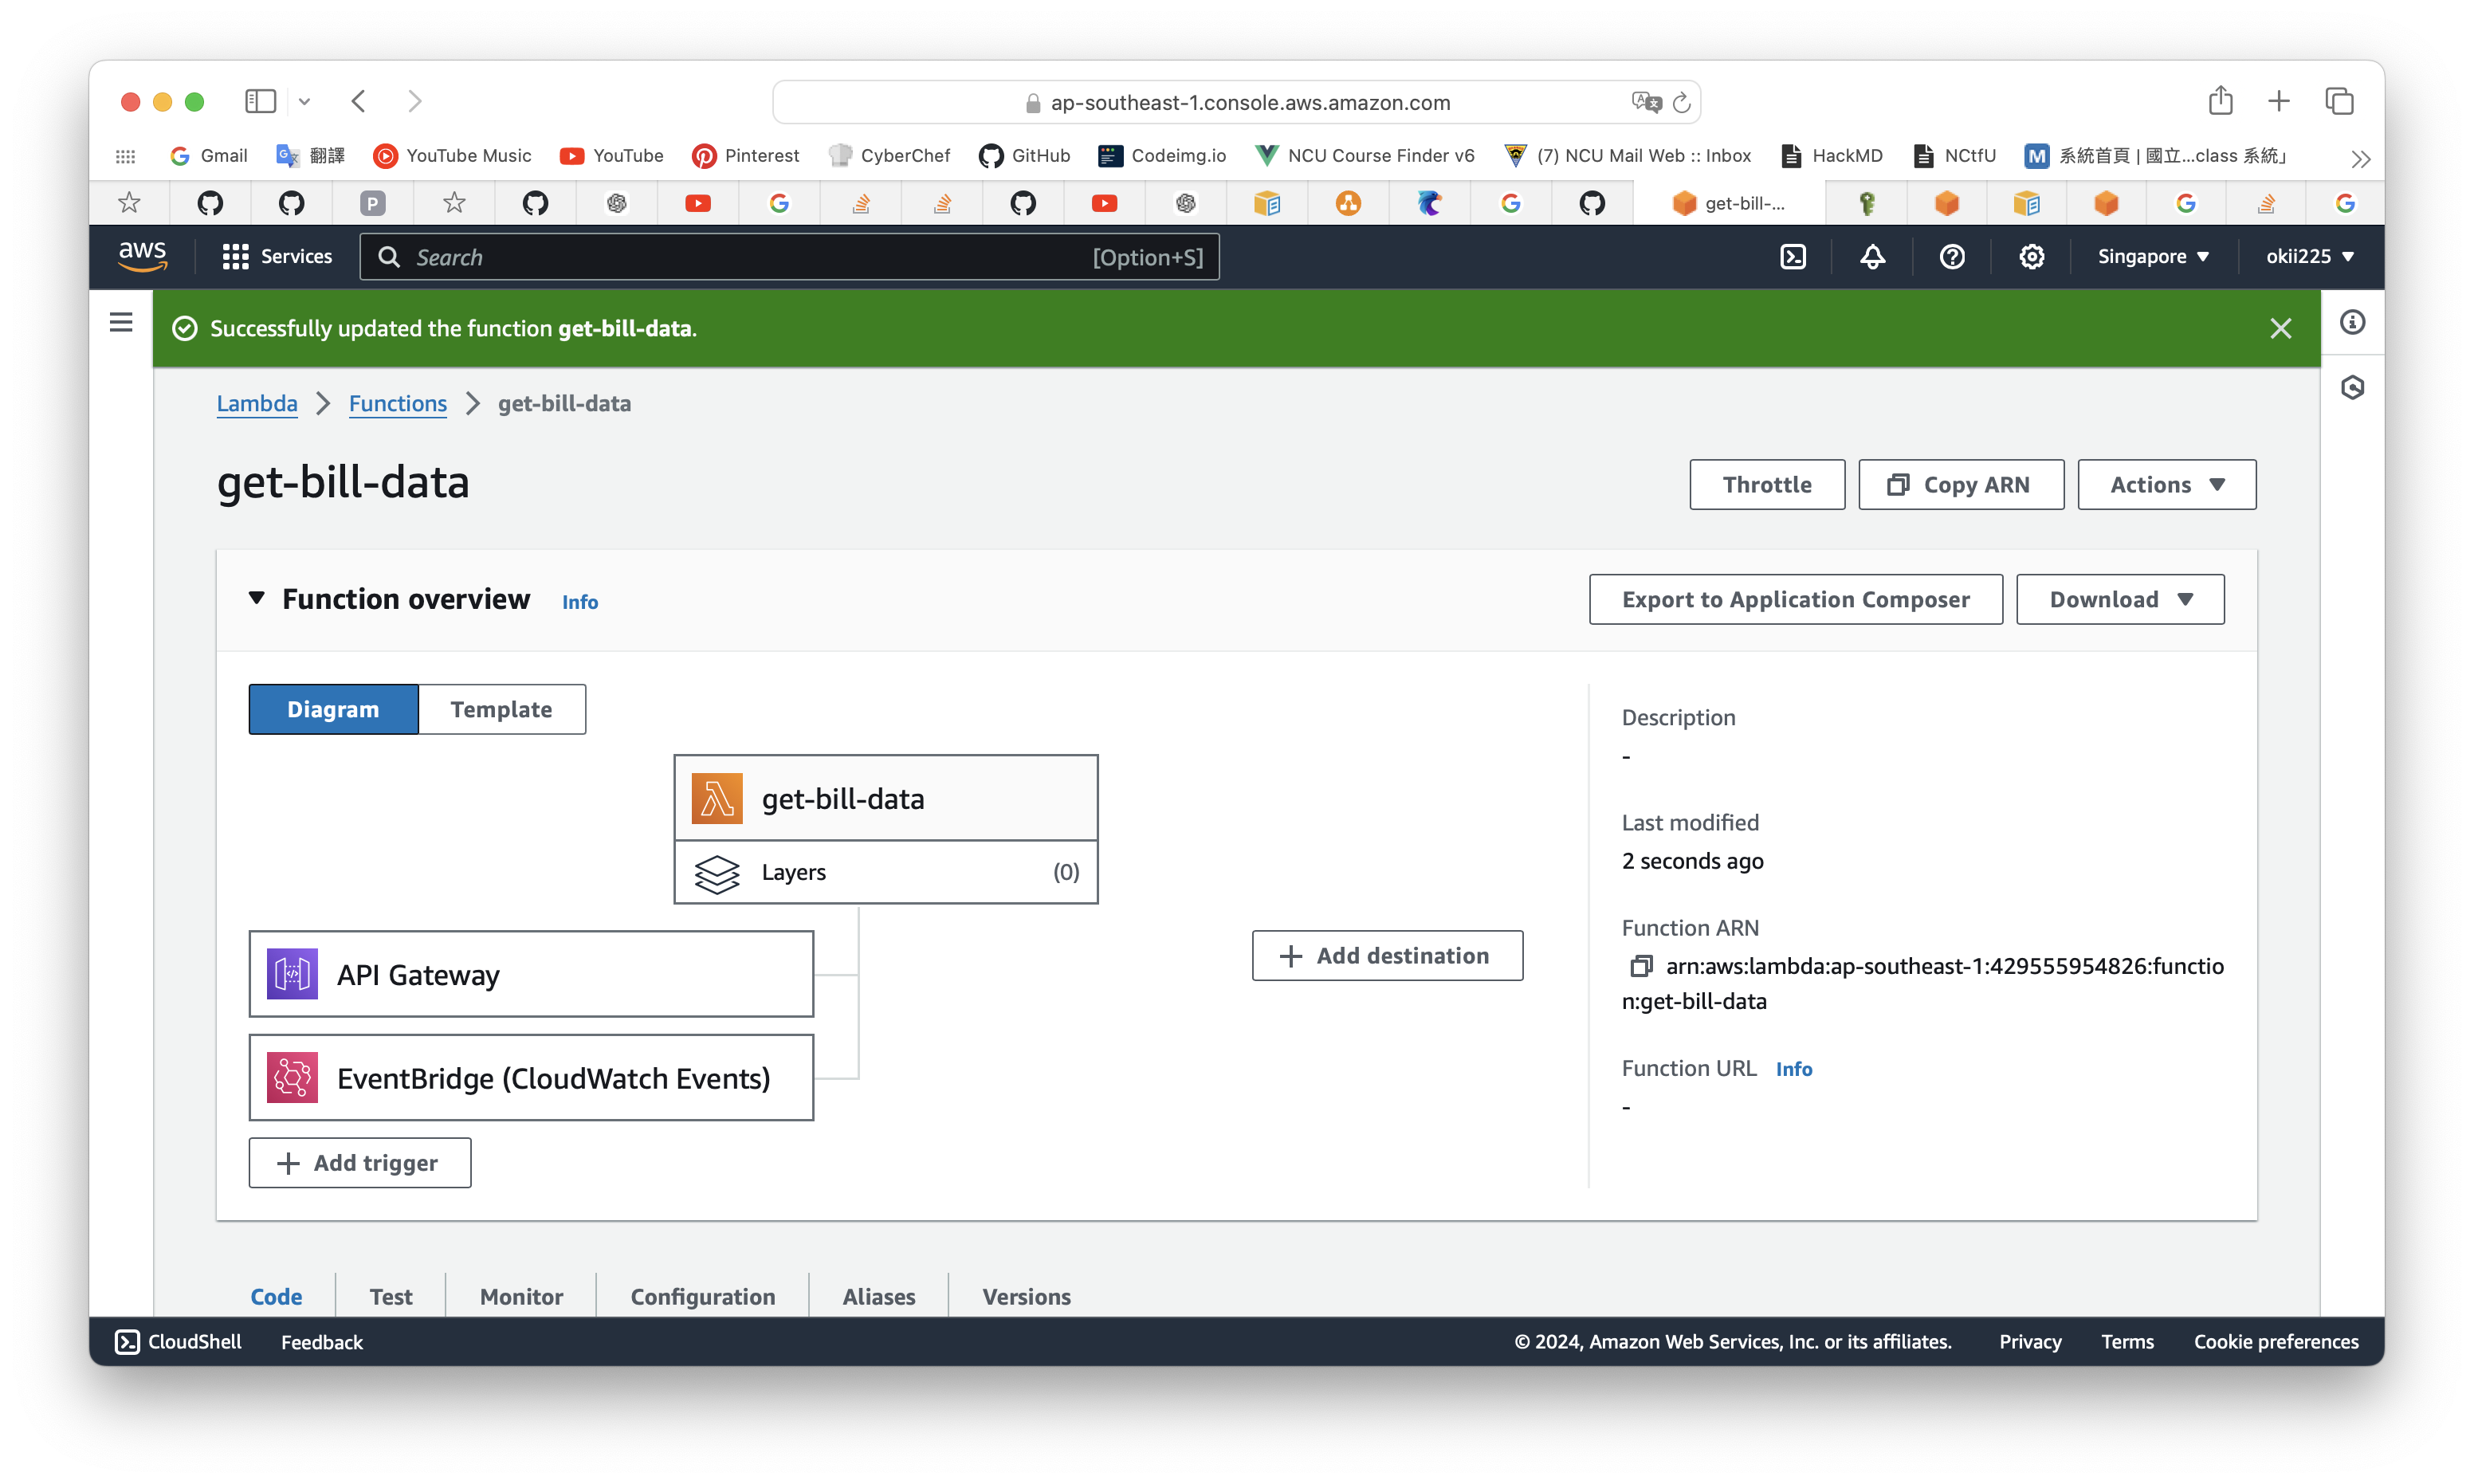 ap-southeast-1.console.aws.amazon.com
Gmail 翻譯 YouTube Music YouTube Pinterest CyberChef GitHub Codeimg.io NCU Course Finder v6 (7) NCU Mail Web :: Inbox HackMD NCtfU 系統首頁 | 國立...class 系統」
P get-bill-...
aws Services Search [Option+S] Singapore okii225
Successfully updated the function get-bill-data.
Lambda Functions get-bill-data
get-bill-data
Throttle Copy ARN Actions
Function overview Info
Export to Application Composer Download
Diagram Template
get-bill-data
Layers (0)
API Gateway
EventBridge (CloudWatch Events)
Add trigger
Add destination
Description
-
Last modified
2 seconds ago
Function ARN
arn:aws:lambda:ap-southeast-1:429555954826:functio
n:get-bill-data
Function URL Info
-
Code Test Monitor Configuration Aliases Versions
CloudShell Feedback © 2024, Amazon Web Services, Inc. or its affiliates. Privacy Terms Cookie preferences